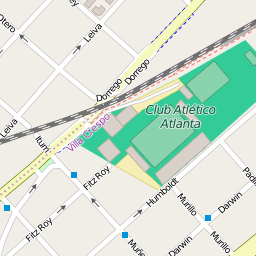 Otero
Leiva
Leiva
Dorrego
Dorrego
Club Atlético
Atlanta
Villa Crespo
Fitz Roy
Humboldt
Fitz Roy
Murillo
Darwin
Darwin
Murillo